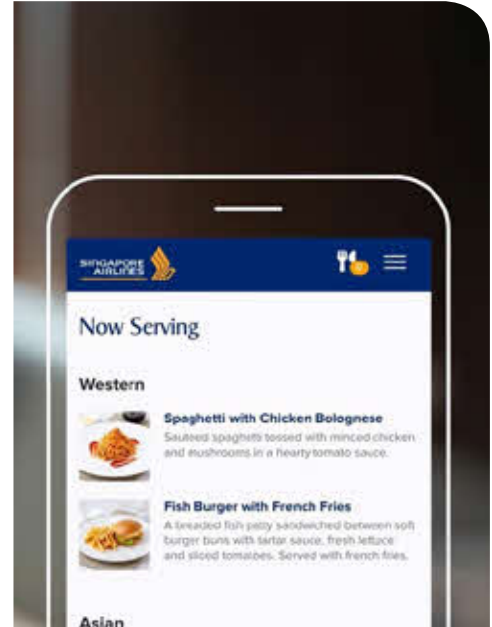 SINGAPORE
AIRLINES
0
Now Serving
Western
Spaghetti with Chicken Bolognese
Sauteed spaghetti tossed with minced chicken
and mushrooms in a hearty tomato sauce.
Fish Burger with French Fries
A breaded fish patty sandwiched between soft
burger buns with tartar sauce, fresh lettuce
and sliced tomatoes. Served with french fries.
Asian